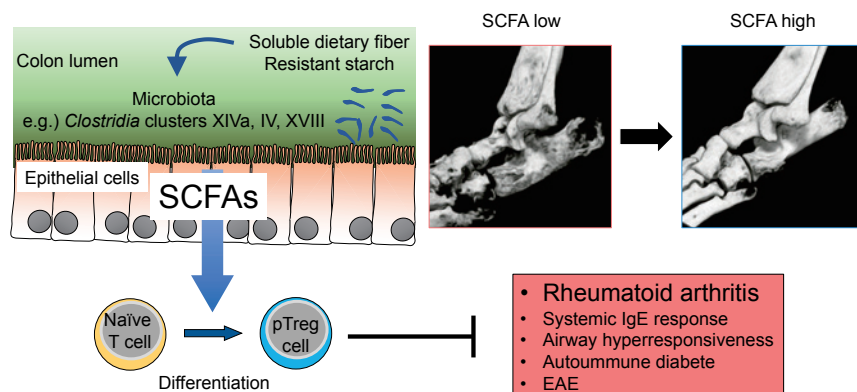 Colon lumen
Soluble dietary fiber
Resistant starch
Microbiota
e.g.) Clostridia clusters XIVa, IV, XVIII
Epithelial cells
SCFAs
Naïve
T cell
pTreg
cell
Differentiation
SCFA low
SCFA high
• Rheumatoid arthritis
• Systemic IgE response
• Airway hyperresponsiveness
• Autoummune diabete
• EAE